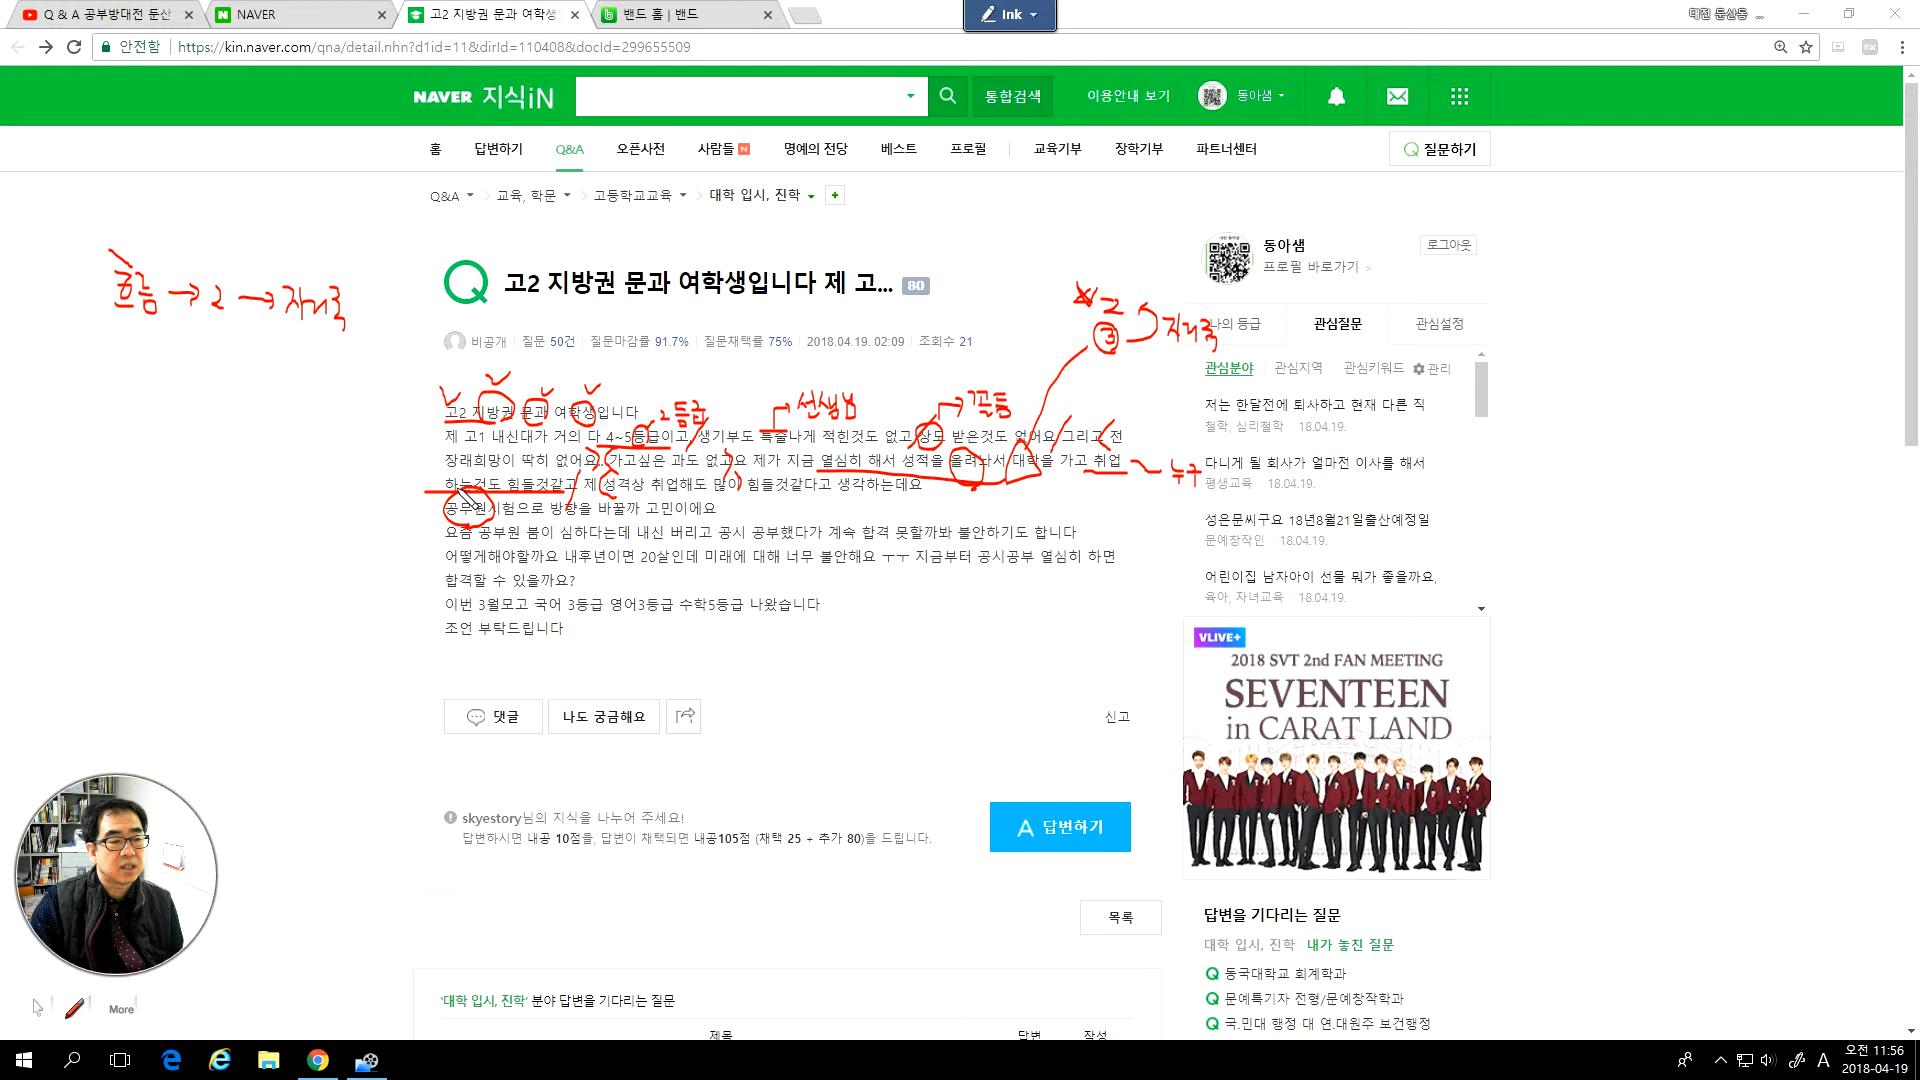 Q & A 공부방대전 둔산
NAVER
고2 지방권 문과 여학생
밴드 홈 | 밴드
Ink
대전 둔산동 ...
안전함
https://kin.naver.com/qna/detail.nhn?d1id=11&dirId=110408&docId=299655509
NAVER 지식iN
통합검색
이용안내 보기
동아샘
홈
답변하기
Q&A
오픈사전
사람들 N
명예의 전당
베스트
프로필
교육기부
장학기부
파트너센터
질문하기
Q&A
교육, 학문
고등학교교육
대학 입시, 진학
흐름 → 2 →
Q 고2 지방권 문과 여학생입니다 제 고... 80
비공개 질문 50건 질문마감률 91.7% 질문채택률 75% 2018.04.19. 02:09 조회수 21
2등급
선생님
2
3
고2 지방권 문과 여학생입니다
제 고1 내신대가 거의 다 4~5등급이고, 생기부도 특출나게 적힌것도 없고 상도 받은것도 없어요 그리고 전
장래희망이 딱히 없어요.. 가고싶은 과도 없고요 제가 지금 열심히 해서 성적을 올려놔서 대학을 가고 취업
하는것도 힘들것같고 제 성격상 취업해도 많이 힘들것같다고 생각하는데요
공무원시험으로 방향을 바꿀까 고민이에요
요즘 공부원 붐이 심하다는데 내신 버리고 공시 공부했다가 계속 합격 못할까봐 불안하기도 합니다
어떻게해야할까요 내후년이면 20살인데 미래에 대해 너무 불안해요 ㅜㅜ 지금부터 공시공부 열심히 하면
합격할 수 있을까요?
이번 3월모고 국어 3등급 영어3등급 수학5등급 나왔습니다
조언 부탁드립니다
댓글
나도 궁금해요
신고
skyestory님의 지식을 나누어 주세요!
답변하시면 내공 10점을, 답변이 채택되면 내공105점 (채택 25 + 추가 80)을 드립니다.
답변하기
목록
'대학 입시, 진학' 분야 답변을 기다리는 질문
제목
답변
작성
동아샘
로그아웃
프로필 바로가기 >
나의 등급
관심질문
관심설정
관심분야
관심지역
관심키워드
관리
저는 한달전에 퇴사하고 현재 다른 직
철학, 심리철학 18.04.19.
다니게 될 회사가 얼마전 이사를 해서
평생교육 18.04.19.
성은문씨구요 18년8월21일출산예정일
문예창작인 18.04.19.
어린이집 남자아이 선물 뭐가 좋을까요,
육아, 자녀교육 18.04.19.
VLIVE+
2018 SVT 2nd FAN MEETING
SEVENTEEN
in CARAT LAND
답변을 기다리는 질문
대학 입시, 진학 내가 놓친 질문
동국대학교 회계학과
문예특기자 전형/문예창작학과
국.민대 행정 대 연.대원주 보건행정
More
A
오전 11:56
2018-04-19